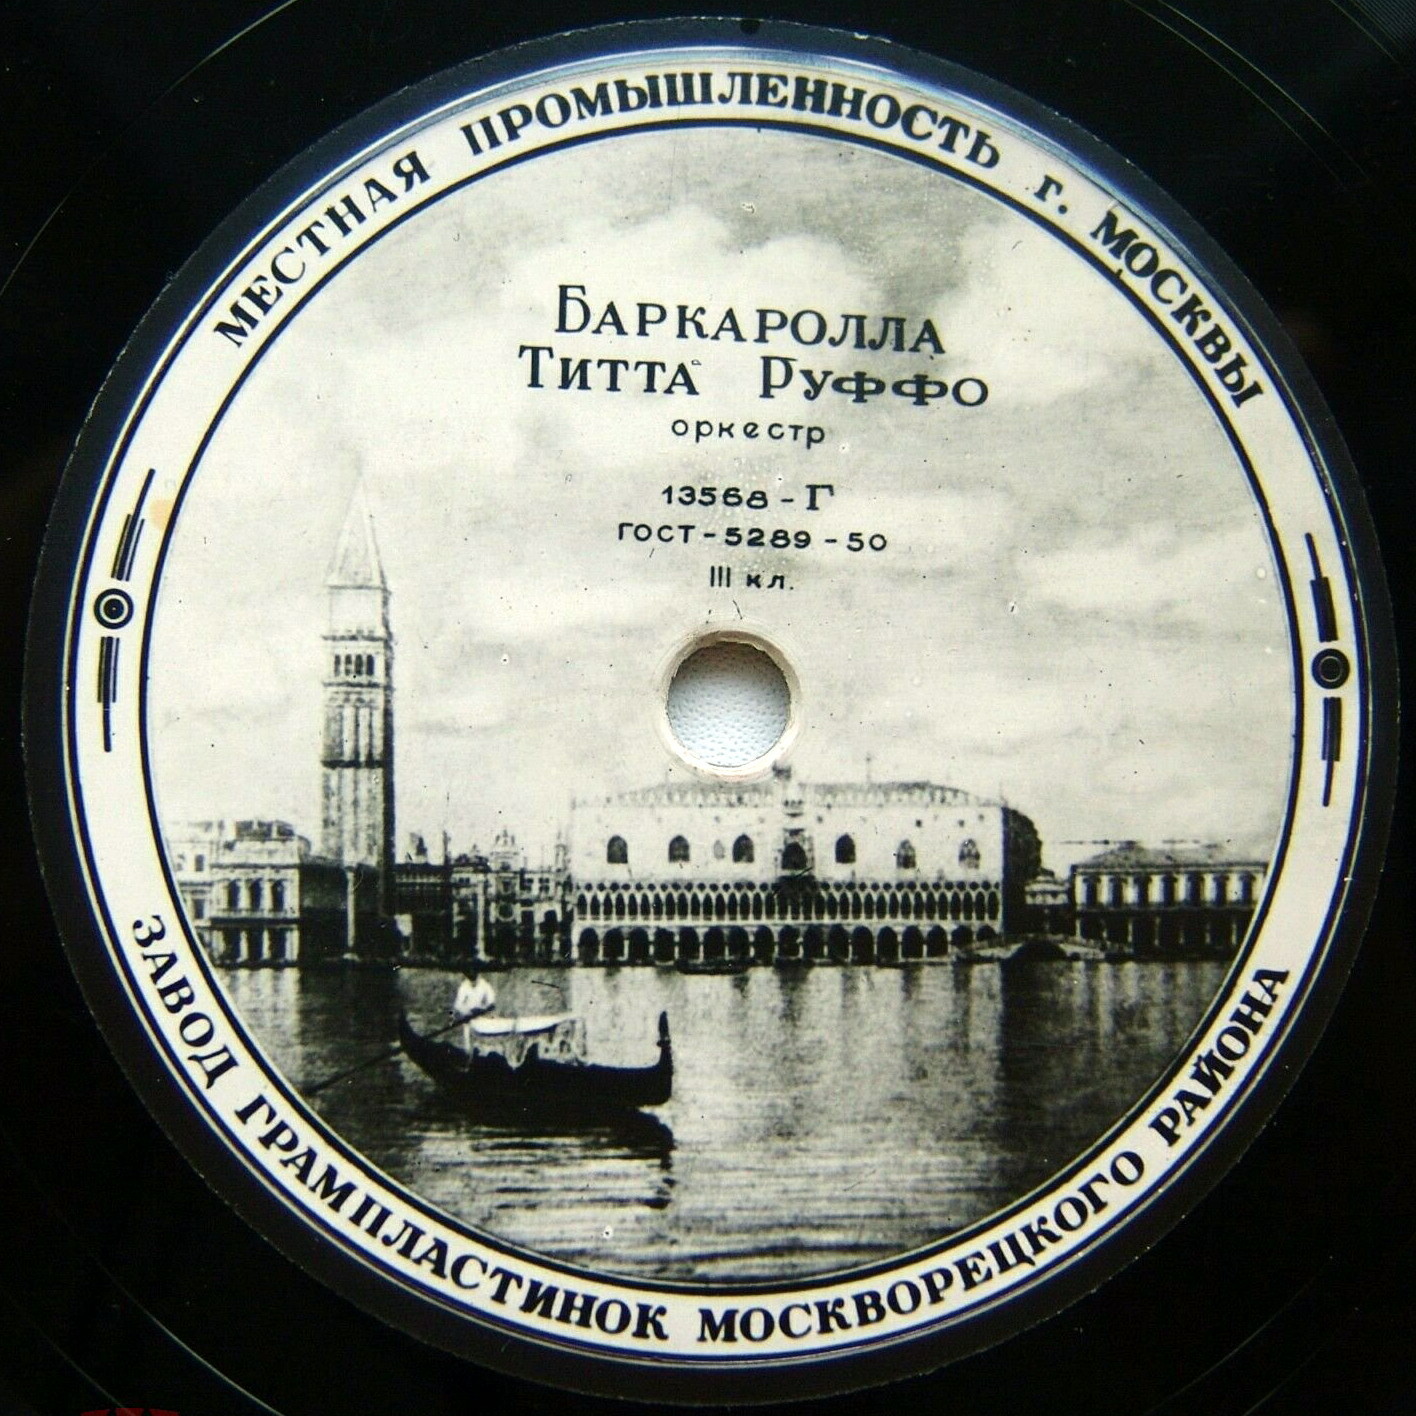 МЕСТНАЯ ПРОМЫШЛЕННОСТЬ г. МОСКВЫ
БАРКАРОЛЛА
ТИТТА РУФФО
оркестр
13568-Г
ГОСТ-5289-50
III кл.
ЗАВОД ГРАМПЛАСТИНОК МОСКВОРЕЦКОГО РАЙОНА